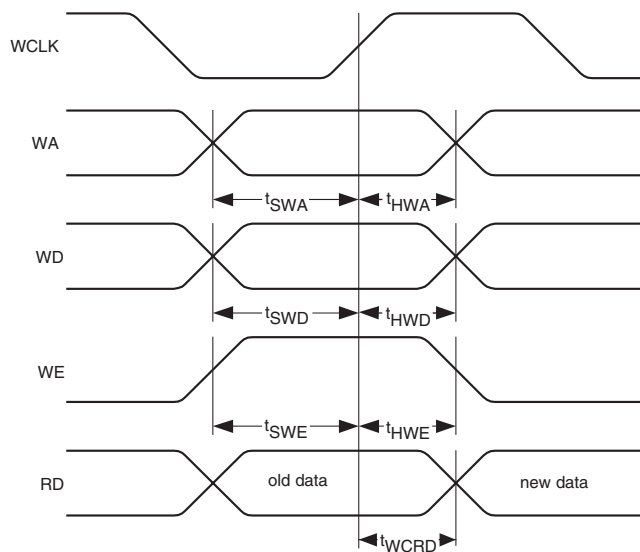 WCLK
WA
tSWA tHWA
WD
tSWD tHWD
WE
tSWE tHWE
RD old data new data
tWCRD